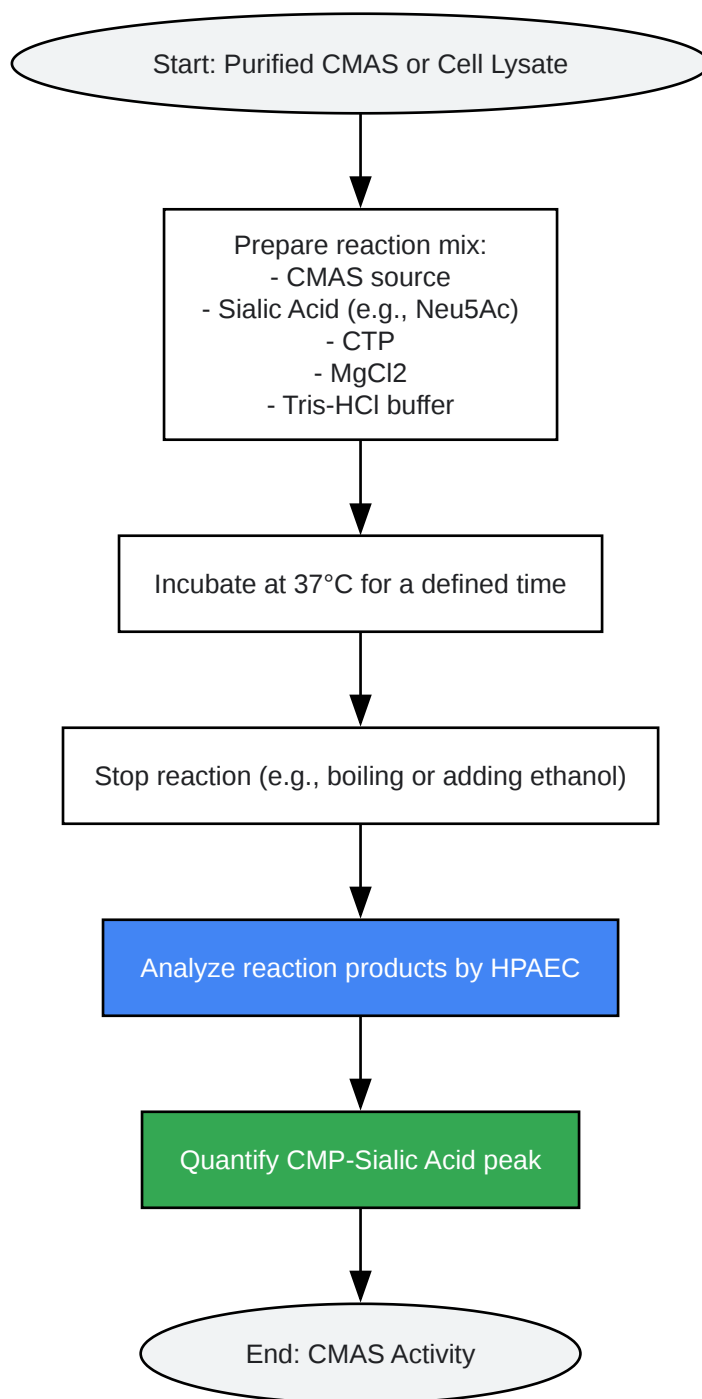 Start: Purified CMAS or Cell Lysate
Prepare reaction mix:
- CMAS source
- Sialic Acid (e.g., Neu5Ac)
- CTP
- MgCl2
- Tris-HCl buffer
Incubate at 37°C for a defined time
Stop reaction (e.g., boiling or adding ethanol)
Analyze reaction products by HPAEC
Quantify CMP-Sialic Acid peak
End: CMAS Activity